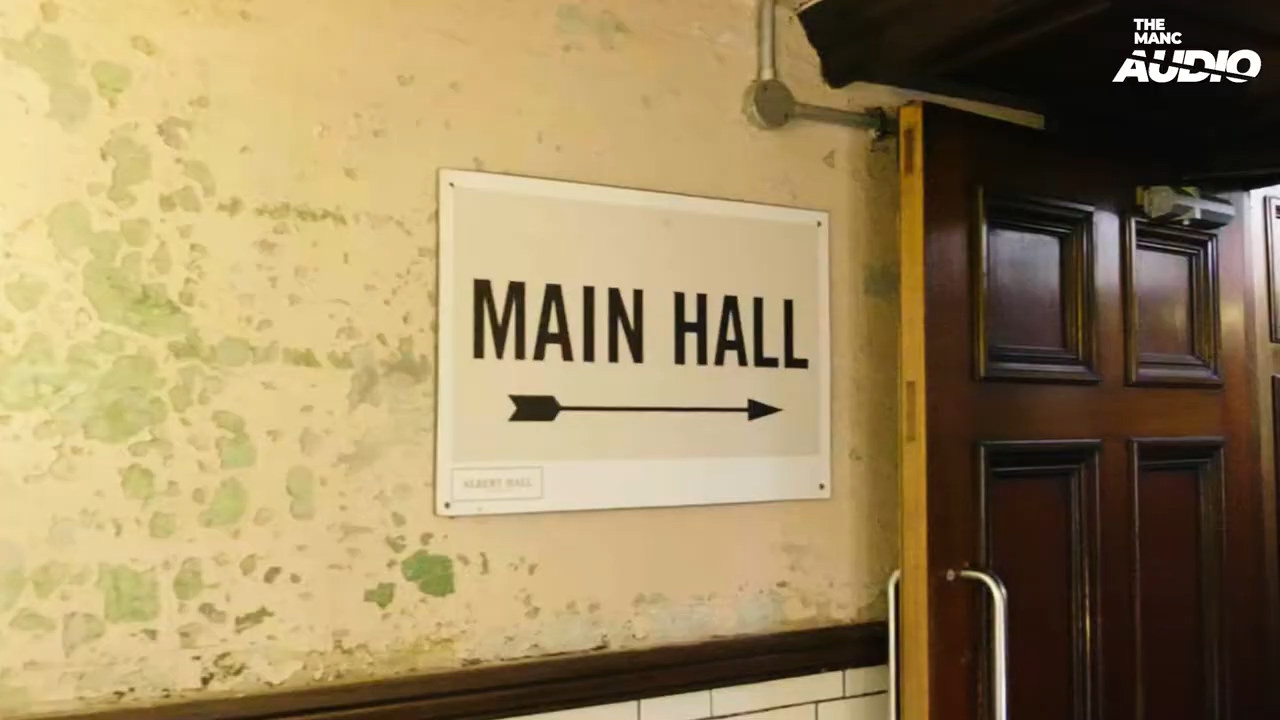 THE
MANC
AUDIO
MAIN HALL
ALBERT HALL